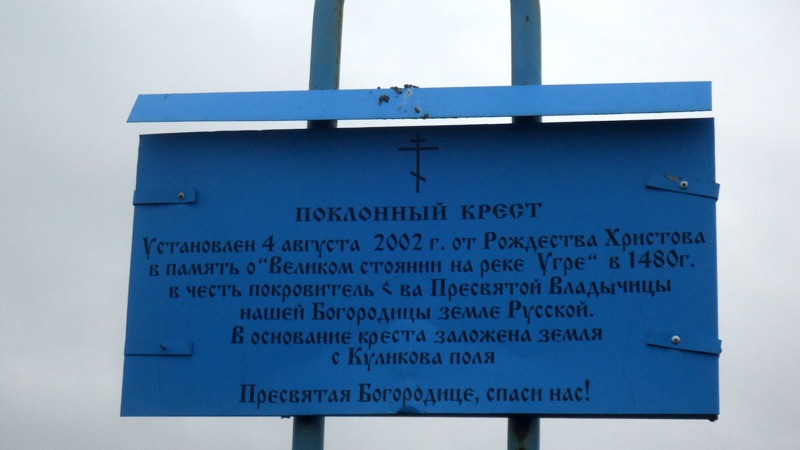 ПОКЛОННЫЙ КРЕСТ
Установлен 4 августа 2002 г. от Рождества Христова
в память о "Великом стоянии на реке Угре" в 1480г.
в честь покровитель < ва Пресвятой Владычицы
нашей Богородицы земле Русской.
В основание креста заложена земля
с Куликова поля
Пресвятая Богородице, спаси нас!